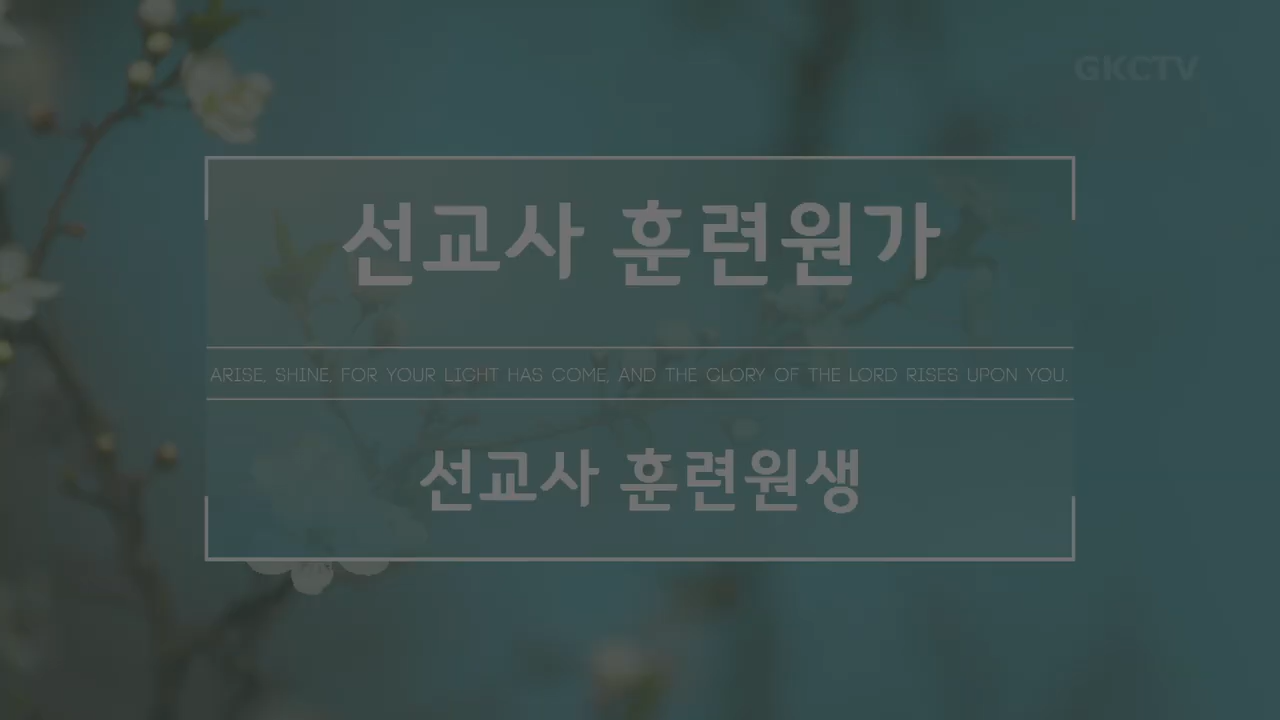 GKCTV
선교사 훈련원가
ARISE, SHINE, FOR YOUR LIGHT HAS COME, AND THE GLORY OF THE LORD RISES UPON YOU.
선교사 훈련원생